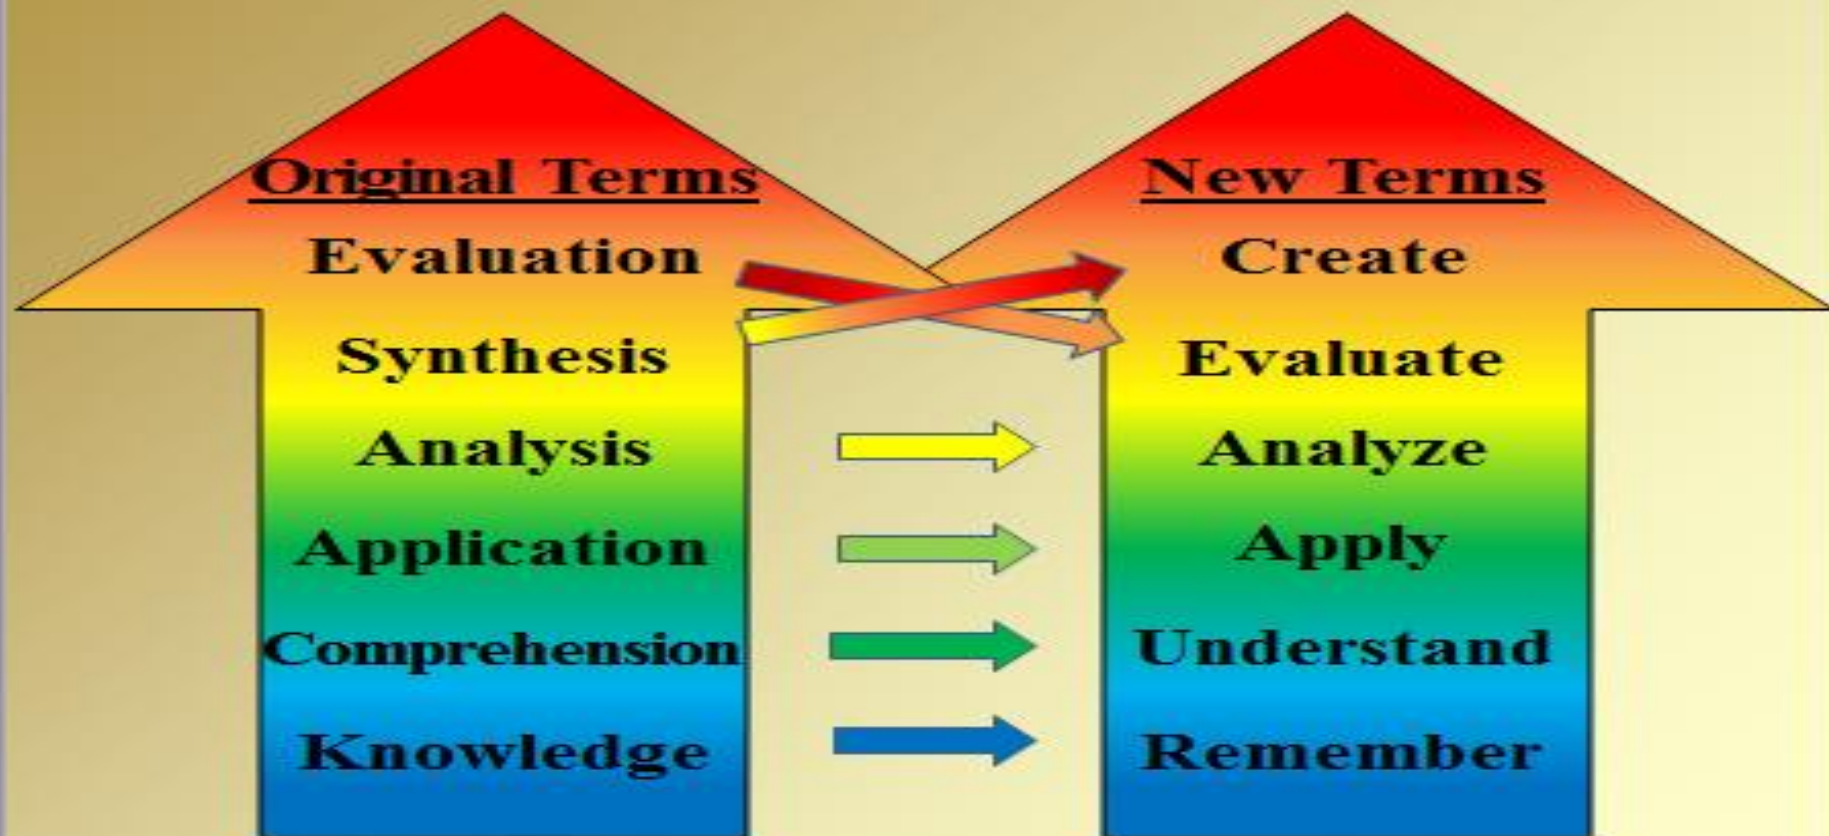 Original Terms
Evaluation
Synthesis
Analysis
Application
Comprehension
Knowledge
New Terms
Create
Evaluate
Analyze
Apply
Understand
Remember